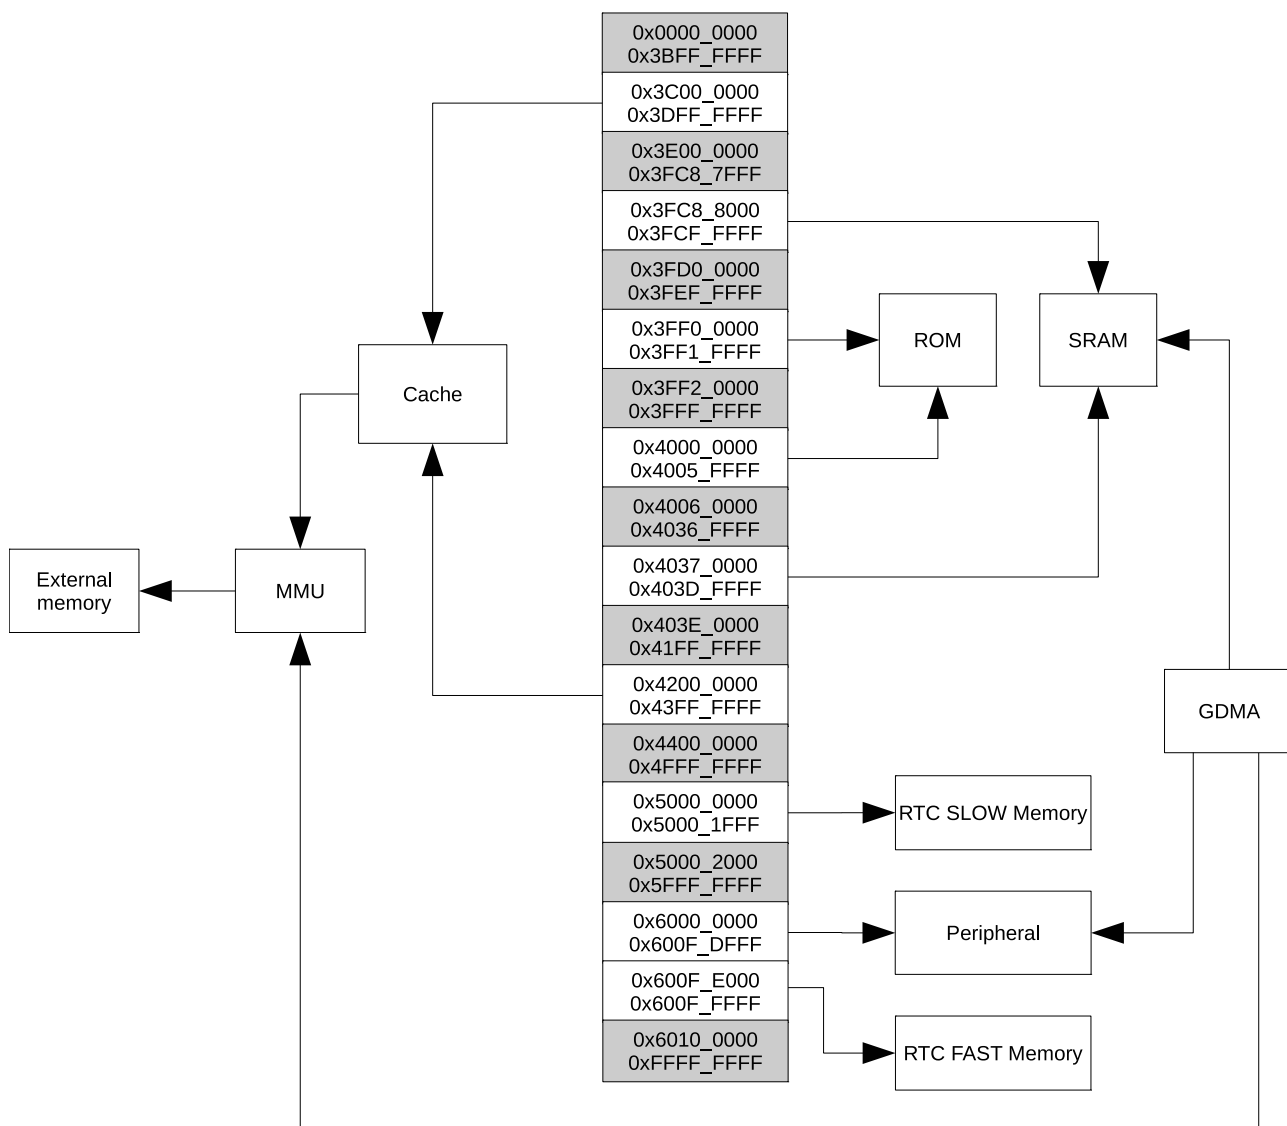 0x0000_0000
0x3BFF_FFFF
0x3C00_0000
0x3DFF_FFFF
0x3E00_0000
0x3FC8_7FFF
0x3FC8_8000
0x3FCF_FFFF
0x3FD0_0000
0x3FEF_FFFF
0x3FF0_0000
0x3FF1_FFFF
ROM
SRAM
Cache
0x3FF2_0000
0x3FFF_FFFF
0x4000_0000
0x4005_FFFF
0x4006_0000
0x4036_FFFF
External
memory
MMU
0x4037_0000
0x403D_FFFF
0x403E_0000
0x41FF_FFFF
0x4200_0000
0x43FF_FFFF
GDMA
0x4400_0000
0x4FFF_FFFF
0x5000_0000
0x5000_1FFF
RTC SLOW Memory
0x5000_2000
0x5FFF_FFFF
0x6000_0000
0x600F_DFFF
Peripheral
0x600F_E000
0x600F_FFFF
0x6010_0000
0xFFFF_FFFF
RTC FAST Memory